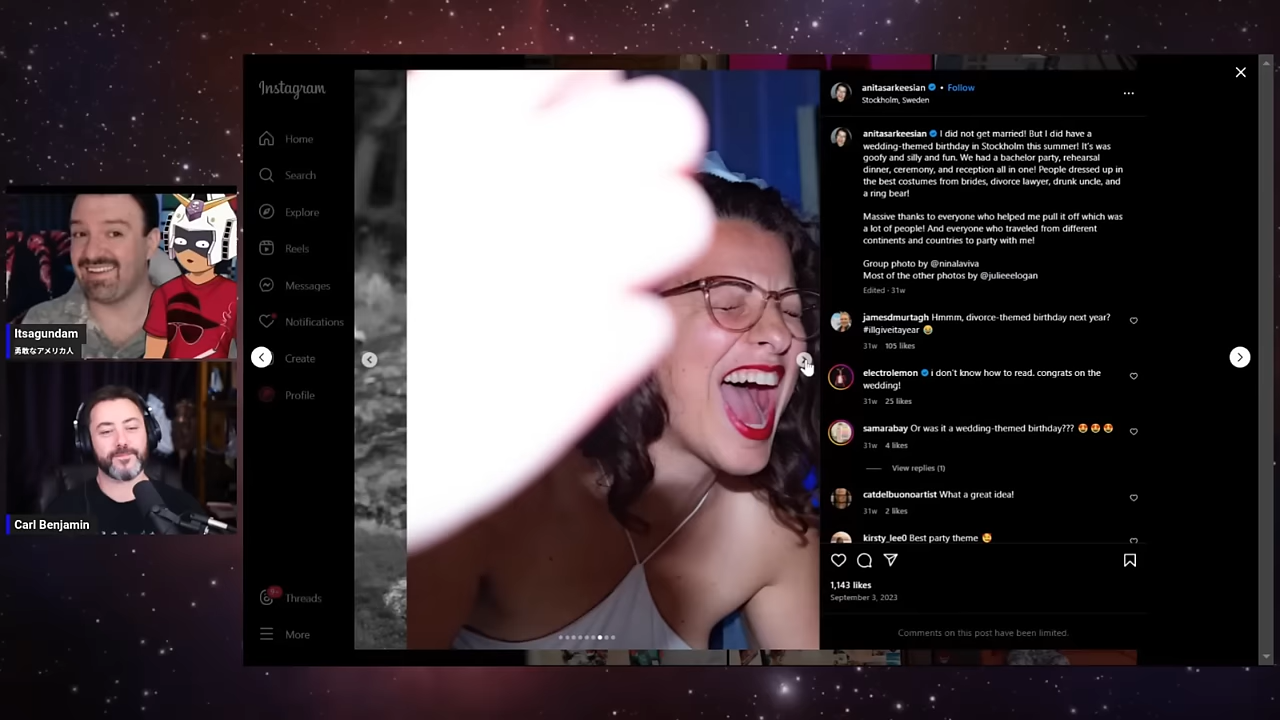 Instagram
Home
Search
Explore
Reels
Messages
Notifications
Create
Profile
Threads
More
Itsagundam
勇敢なアメリカ人
Carl Benjamin
anitasarkeesian • Follow
Stockholm, Sweden
anitasarkeesian I did not get married! But I did have a
wedding-themed birthday in Stockholm this summer! It's was
goofy and silly and fun. We had a bachelor party, rehearsal
dinner, ceremony, and reception all in one! People dressed up in
the best costumes from brides, divorce lawyer, drunk uncle, and
a ring bear!
Massive thanks to everyone who helped me pull it off which was
a lot of people! And everyone who traveled from different
continents and countries to party with me!
Group photo by @ninalaviva
Most of the other photos by @julieeelogan
Edited · 31w
jamesdmurtagh Hmmm, divorce-themed birthday next year?
#illgiveitayear 😂
31w 105 likes
electrolemon i don't know how to read. congrats on the
wedding!
31w 25 likes
samarabay Or was it a wedding-themed birthday??? 😍 😍 😍
31w 4 likes
View replies (1)
catdelbuonoartist What a great idea!
31w 2 likes
kirsty_lee0 Best party theme 🤩
1,143 likes
September 3, 2023
Comments on this post have been limited.